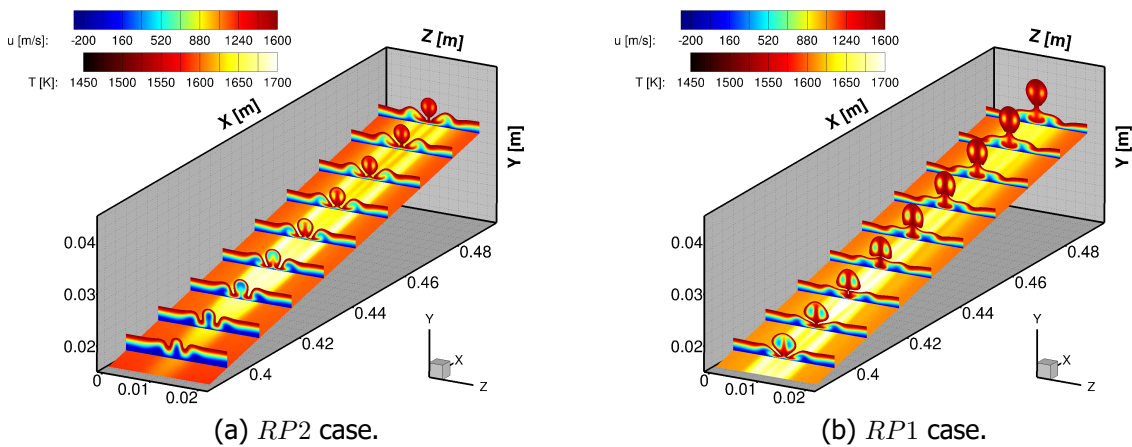 u [m/s]: -200 160 520 880 1240 1600
T [K]: 1450 1500 1550 1600 1650 1700
Z [m]
X [m]
Y [m]
0.04
0.03
0.02
0 0.01 0.02
0.4 0.42 0.44 0.46 0.48
Y
X
Z
(a) RP2 case.
u [m/s]: -200 160 520 880 1240 1600
T [K]: 1450 1500 1550 1600 1650 1700
Z [m]
X [m]
Y [m]
0.04
0.03
0.02
0 0.01 0.02
0.4 0.42 0.44 0.46 0.48
Y
X
Z
(b) RP1 case.